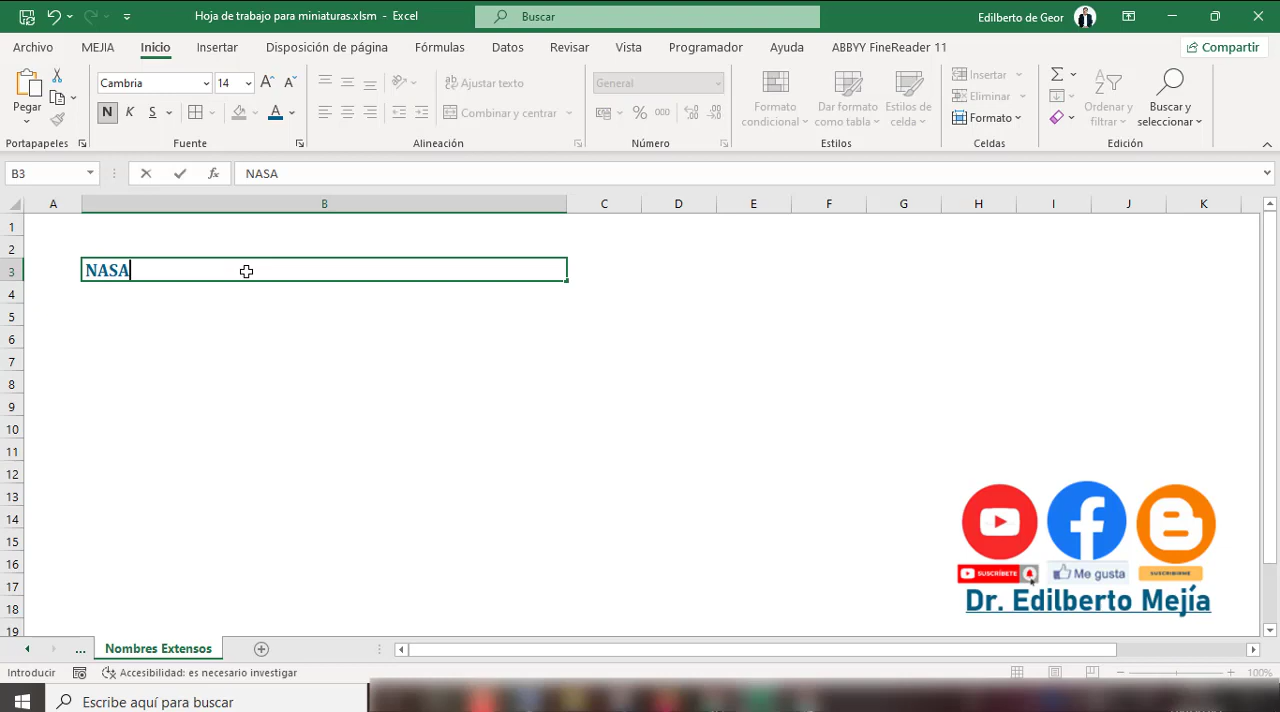 Hoja de trabajo para miniaturas.xlsm - Excel
Buscar
Edilberto de Geor
Archivo MEJIA Inicio Insertar Disposición de página Fórmulas Datos Revisar Vista Programador Ayuda ABBYY FineReader 11 Compartir
Pegar
Cambria 14
N K S
Ajustar texto
Combinar y centrar
General
% 000
Formato condicional
Dar formato como tabla
Estilos de celda
Insertar
Eliminar
Formato
Ordenar y filtrar
Buscar y seleccionar
Portapapeles Fuente Alineación Número Estilos Celdas Edición
B3 fx NASA
A B C D E F G H I J K
1
2
3 NASA
4
5
6
7
8
9
10
11
12
13
14
15
16
17
18
19
SUSCRÍBETE Me gusta SUSCRIBIRME
Dr. Edilberto Mejía
... Nombres Extensos
Introducir Accesibilidad: es necesario investigar 100%
Escribe aquí para buscar